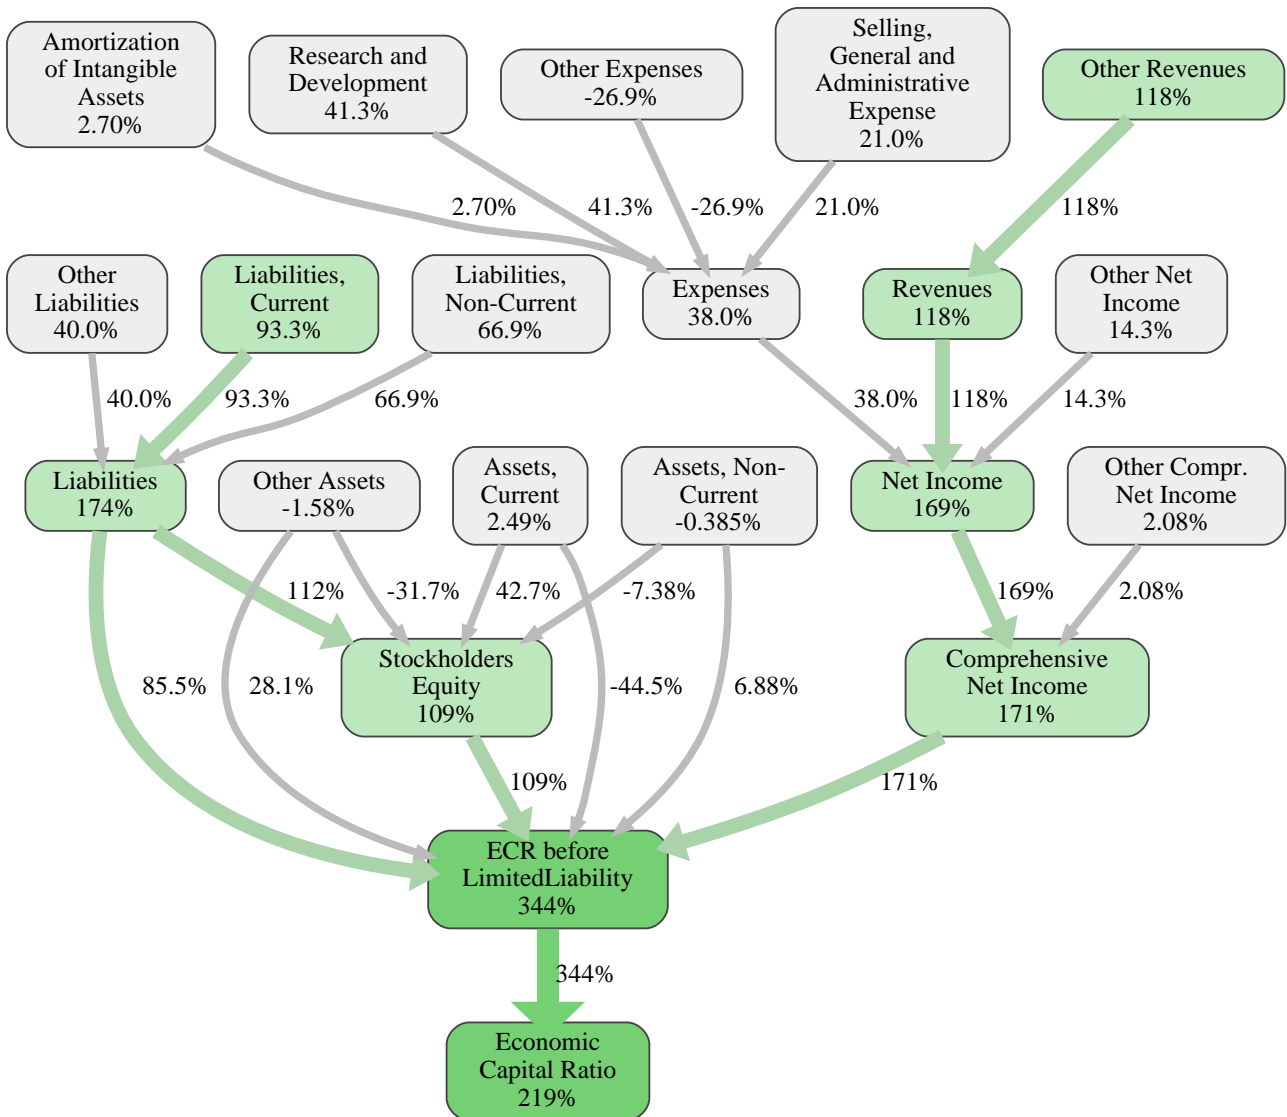 Amortization
of Intangible
Assets
2.70%
Research and
Development
41.3%
Other Expenses
-26.9%
Selling,
General and
Administrative
Expense
21.0%
Other Revenues
118%
2.70%
41.3%
-26.9%
21.0%
118%
Other
Liabilities
40.0%
Liabilities,
Current
93.3%
Liabilities,
Non-Current
66.9%
Expenses
38.0%
Revenues
118%
Other Net
Income
14.3%
40.0%
93.3%
66.9%
38.0%
118%
14.3%
Liabilities
174%
Other Assets
-1.58%
Assets,
Current
2.49%
Assets, Non-
Current
-0.385%
Net Income
169%
Other Compr.
Net Income
2.08%
112%
-31.7%
42.7%
-7.38%
169%
2.08%
85.5%
28.1%
Stockholders
Equity
109%
-44.5%
6.88%
Comprehensive
Net Income
171%
109%
171%
ECR before
LimitedLiability
344%
344%
Economic
Capital Ratio
219%